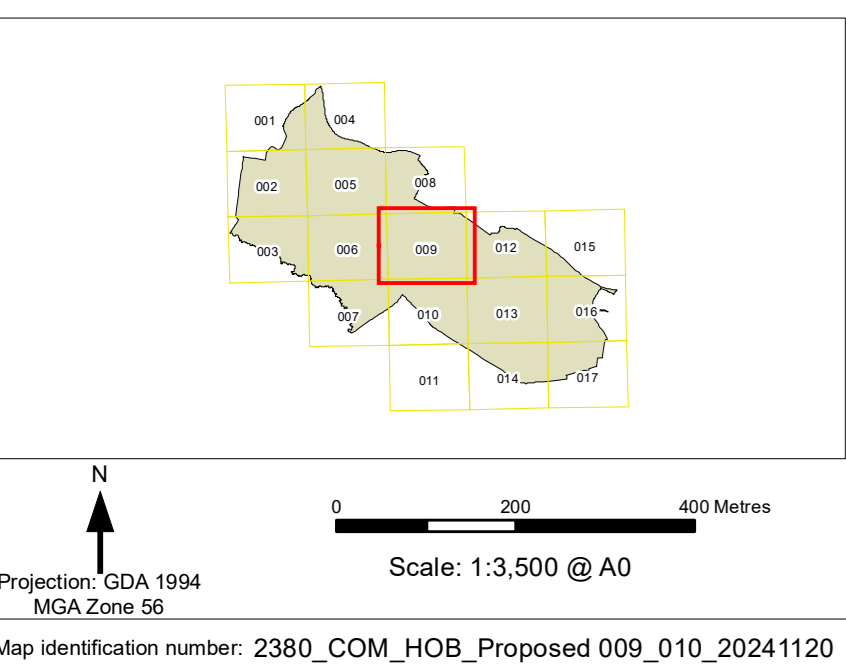 001 004
002 005 008
003 006 009 012 015
007 010 013 016
011 014 017
N
0 200 400 Metres
Scale: 1:3,500 @ A0
Projection: GDA 1994
MGA Zone 56
Map identification number: 2380_COM_HOB_Proposed 009_010_20241120